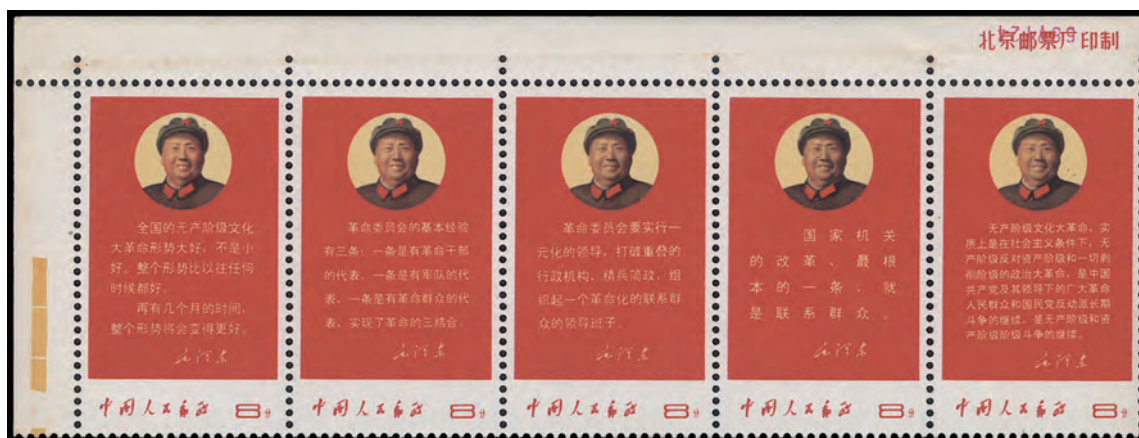 北京邮票厂印制
全国的无产阶级文化
大革命形势大好，不是小
好。整个形势比以往任何
时候都好。
再有几个月的时间，
整个形势将会变得更好。
毛泽东
中国人民邮政 8分
革命委员会的基本经验
有三条：一条是有革命干部
的代表，一条是有军队的代
表，一条是有革命群众的代
表，实现了革命的三结合。
毛泽东
中国人民邮政 8分
革命委员会要实行一
元化的领导，打破重叠的
行政机构，精兵简政，组
织起一个革命化的联系群
众的领导班子。
毛泽东
中国人民邮政 8分
国家机关
的改革、最根
本的一条，就
是联系群众。
毛泽东
中国人民邮政 8分
无产阶级文化大革命，实
质上是在社会主义条件下，无
产阶级反对资产阶级和一切剥
削阶级的政治大革命，是中国
共产党及其领导下的广大革命
人民群众和国民党反动派长期
斗争的继续，是无产阶级和资
产阶级阶级斗争的继续。
毛泽东
中国人民邮政 8分